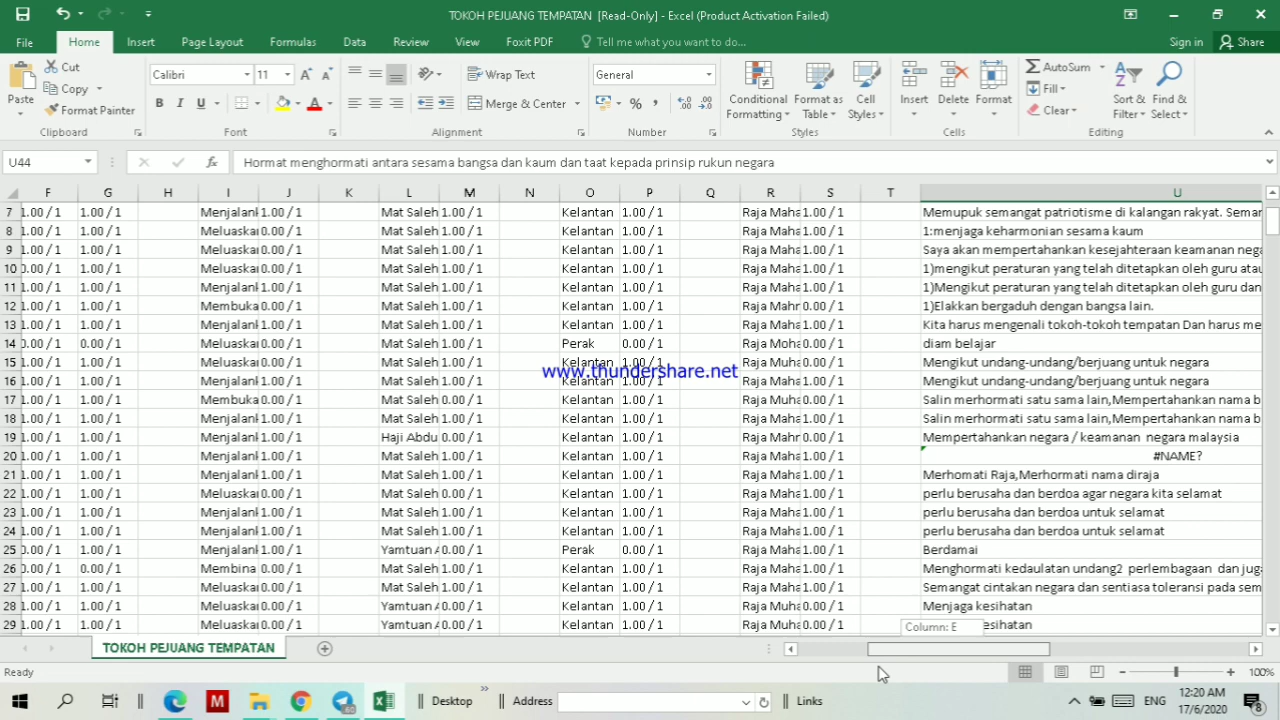 TOKOH PEJUANG TEMPATAN [Read-Only] - Excel (Product Activation Failed)
File Home Insert Page Layout Formulas Data Review View Foxit PDF Tell me what you want to do... Sign in Share
Cut Calibri 11 Wrap Text General AutoSum
Paste Copy Conditional Formatting Format as Table Cell Styles Insert Delete Format Fill Sort & Filter Find & Select
Format Painter B I U A Merge & Center % , Clear
Clipboard Font Alignment Number Styles Cells Editing
U44 fx Hormat menghormati antara sesama bangsa dan kaum dan taat kepada prinsip rukun negara
F G H I J K L M N O P Q R S T U
7 1.00 / 1 1.00 / 1 Menjalank 1.00 / 1 Mat Saleh 1.00 / 1 Kelantan 1.00 / 1 Raja Maha 1.00 / 1 Memupuk semangat patriotisme di kalangan rakyat. Semar
8 1.00 / 1 1.00 / 1 Meluaskan 0.00 / 1 Mat Saleh 1.00 / 1 Kelantan 1.00 / 1 Raja Maha 1.00 / 1 1:menjaga keharmonian sesama kaum
9 1.00 / 1 1.00 / 1 Meluaskan 0.00 / 1 Mat Saleh 1.00 / 1 Kelantan 1.00 / 1 Raja Maha 1.00 / 1 Saya akan mempertahankan kesejahteraan keamanan nega
10 0.00 / 1 1.00 / 1 Meluaskan 0.00 / 1 Mat Saleh 1.00 / 1 Kelantan 1.00 / 1 Raja Maha 1.00 / 1 1)mengikut peraturan yang telah ditetapkan oleh guru atau
11 1.00 / 1 1.00 / 1 Menjalank 1.00 / 1 Mat Saleh 1.00 / 1 Kelantan 1.00 / 1 Raja Maha 1.00 / 1 1)Mengikut peraturan yang telah ditetapkan oleh guru dan
12 1.00 / 1 1.00 / 1 Membuka 0.00 / 1 Mat Saleh 1.00 / 1 Kelantan 1.00 / 1 Raja Mahr 0.00 / 1 1)Elakkan bergaduh dengan bangsa lain.
13 1.00 / 1 1.00 / 1 Menjalank 1.00 / 1 Mat Saleh 1.00 / 1 Kelantan 1.00 / 1 Raja Maha 1.00 / 1 Kita harus mengenali tokoh-tokoh tempatan Dan harus me
14 0.00 / 1 0.00 / 1 Meluaskan 0.00 / 1 Mat Saleh 1.00 / 1 Perak 0.00 / 1 Raja Moha 0.00 / 1 diam belajar
15 1.00 / 1 1.00 / 1 Meluaskan 0.00 / 1 Mat Saleh 1.00 / 1 Kelantan 1.00 / 1 Raja Maha 1.00 / 1 Mengikut undang-undang/berjuang untuk negara
www.thundershare.net
16 1.00 / 1 1.00 / 1 Menjalank 1.00 / 1 Mat Saleh 1.00 / 1 Kelantan 1.00 / 1 Raja Maha 1.00 / 1 Mengikut undang-undang/berjuang untuk negara
17 1.00 / 1 1.00 / 1 Membuka 0.00 / 1 Mat Saleh 1.00 / 1 Kelantan 1.00 / 1 Raja Muha 0.00 / 1 Salin merhormati satu sama lain,Mempertahankan nama b
18 1.00 / 1 1.00 / 1 Menjalank 1.00 / 1 Mat Saleh 1.00 / 1 Kelantan 1.00 / 1 Raja Maha 1.00 / 1 Salin merhormati satu sama lain,Mempertahankan nama b
19 1.00 / 1 1.00 / 1 Menjalank 1.00 / 1 Haji Abdu 0.00 / 1 Kelantan 1.00 / 1 Raja Mahr 0.00 / 1 Mempertahankan negara / keamanan negara malaysia
20 1.00 / 1 1.00 / 1 Menjalank 1.00 / 1 Mat Saleh 1.00 / 1 Kelantan 1.00 / 1 Raja Maha 1.00 / 1 #NAME?
21 1.00 / 1 1.00 / 1 Menjalank 1.00 / 1 Mat Saleh 1.00 / 1 Kelantan 1.00 / 1 Raja Maha 1.00 / 1 Merhomati Raja,Merhormati nama diraja
22 1.00 / 1 1.00 / 1 Meluaskan 0.00 / 1 Mat Saleh 1.00 / 1 Kelantan 1.00 / 1 Raja Maha 1.00 / 1 perlu berusaha dan berdoa agar negara kita selamat
23 1.00 / 1 1.00 / 1 Menjalank 1.00 / 1 Mat Saleh 1.00 / 1 Kelantan 1.00 / 1 Raja Maha 1.00 / 1 perlu berusaha dan berdoa untuk selamat
24 1.00 / 1 1.00 / 1 Menjalank 1.00 / 1 Mat Saleh 1.00 / 1 Kelantan 1.00 / 1 Raja Maha 1.00 / 1 perlu berusaha dan berdoa untuk selamat
25 0.00 / 1 1.00 / 1 Menjalank 1.00 / 1 Yamtuan A 0.00 / 1 Perak 0.00 / 1 Raja Maha 1.00 / 1 Berdamai
26 1.00 / 1 0.00 / 1 Membina 0.00 / 1 Mat Saleh 1.00 / 1 Kelantan 1.00 / 1 Raja Maha 1.00 / 1 Menghormati kedaulatan undang2 perlembagaan dan jug
27 1.00 / 1 1.00 / 1 Meluaskan 0.00 / 1 Mat Saleh 1.00 / 1 Kelantan 1.00 / 1 Raja Maha 1.00 / 1 Semangat cintakan negara dan sentiasa toleransi pada sem
28 1.00 / 1 1.00 / 1 Meluaskan 0.00 / 1 Yamtuan A 0.00 / 1 Kelantan 1.00 / 1 Raja Muha 0.00 / 1 Menjaga kesihatan
29 1.00 / 1 1.00 / 1 Meluaskan 0.00 / 1 Yamtuan A 0.00 / 1 Kelantan 1.00 / 1 Raja Muha 0.00 / 1 esihatan
Column: E
TOKOH PEJUANG TEMPATAN
Ready 100%
Desktop Address Links ENG 12:20 AM
17/6/2020 8